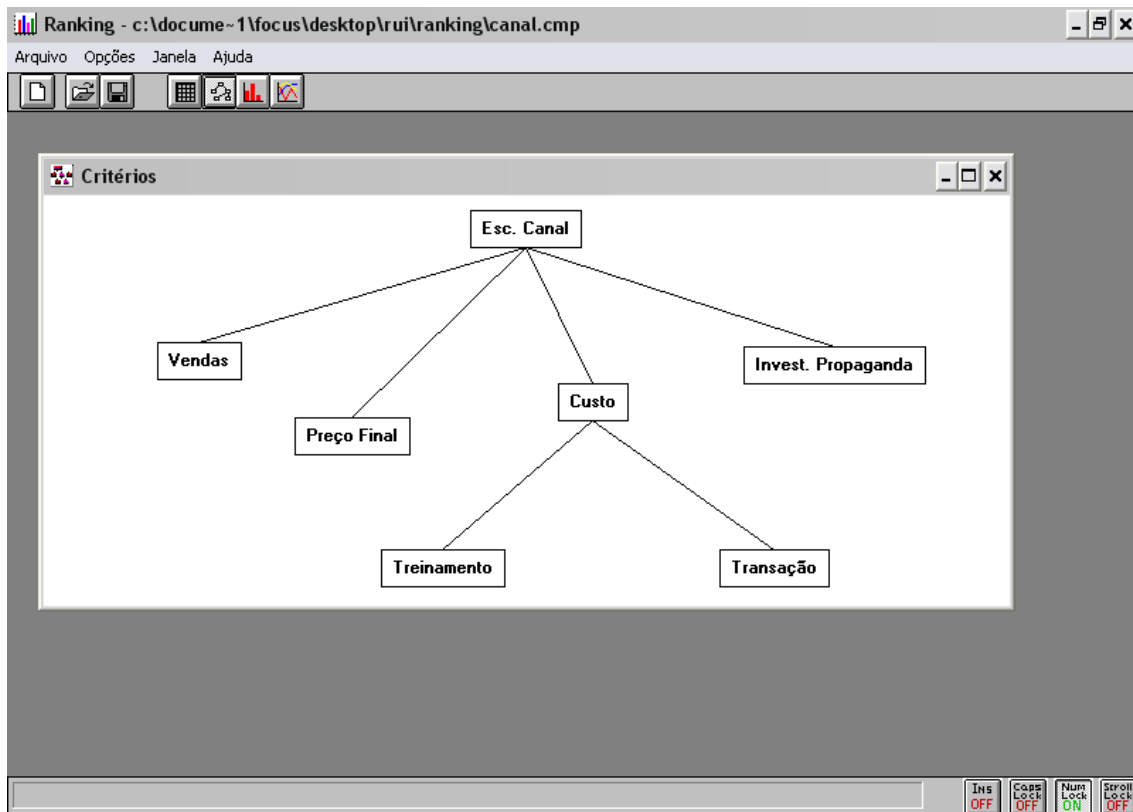 Ranking - c:\docume~1\focus\desktop\rui\ranking\canal.cmp
Arquivo Opções Janela Ajuda
Critérios
Esc. Canal
Vendas
Invest. Propaganda
Custo
Preço Final
Treinamento
Transação
Ins OFF
Caps Lock OFF
Num Lock ON
Scroll Lock OFF